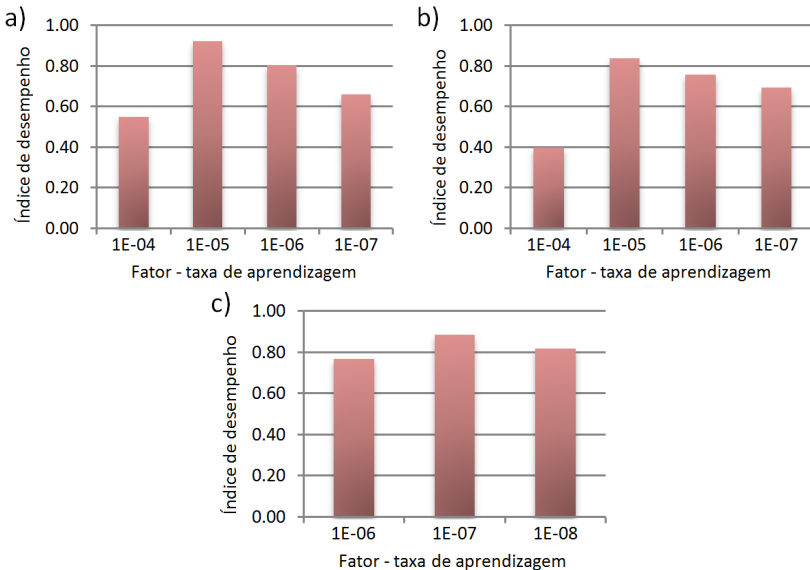 a)
1.00
0.80
0.60
0.40
0.20
0.00
Índice de desempenho
1E-04 1E-05 1E-06 1E-07
Fator - taxa de aprendizagem
b)
1.00
0.80
0.60
0.40
0.20
0.00
Índice de desempenho
1E-04 1E-05 1E-06 1E-07
Fator - taxa de aprendizagem
c)
1.00
0.80
0.60
0.40
0.20
0.00
Índice de desempenho
1E-06 1E-07 1E-08
Fator - taxa de aprendizagem